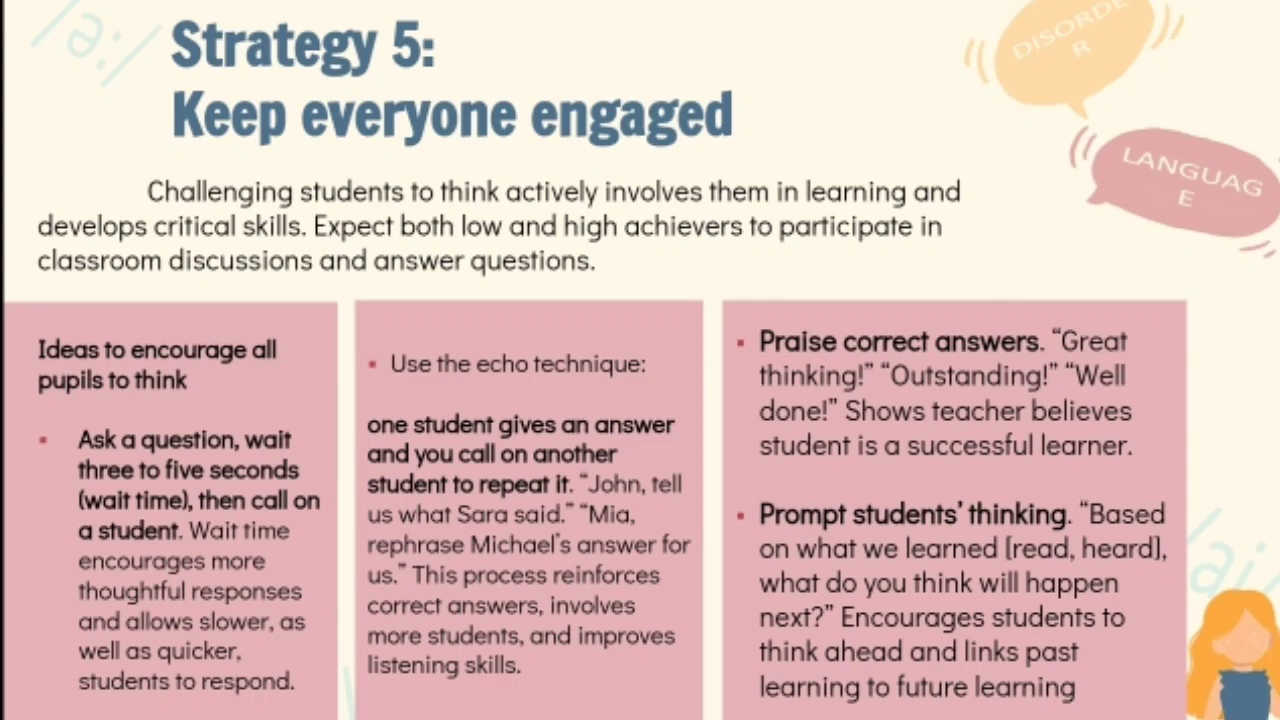 /ə:/
Strategy 5:
Keep everyone engaged
DISORDE
R
LANGUAG
E
Challenging students to think actively involves them in learning and
develops critical skills. Expect both low and high achievers to participate in
classroom discussions and answer questions.
Ideas to encourage all
pupils to think
▪ Ask a question, wait
three to five seconds
(wait time), then call on
a student. Wait time
encourages more
thoughtful responses
and allows slower, as
well as quicker,
students to respond.
▪ Use the echo technique:
one student gives an answer
and you call on another
student to repeat it. “John, tell
us what Sara said.” “Mia,
rephrase Michael’s answer for
us.” This process reinforces
correct answers, involves
more students, and improves
listening skills.
▪ Praise correct answers. “Great
thinking!” “Outstanding!” “Well
done!” Shows teacher believes
student is a successful learner.
▪ Prompt students’ thinking. “Based
on what we learned [read, heard],
what do you think will happen
next?” Encourages students to
think ahead and links past
learning to future learning